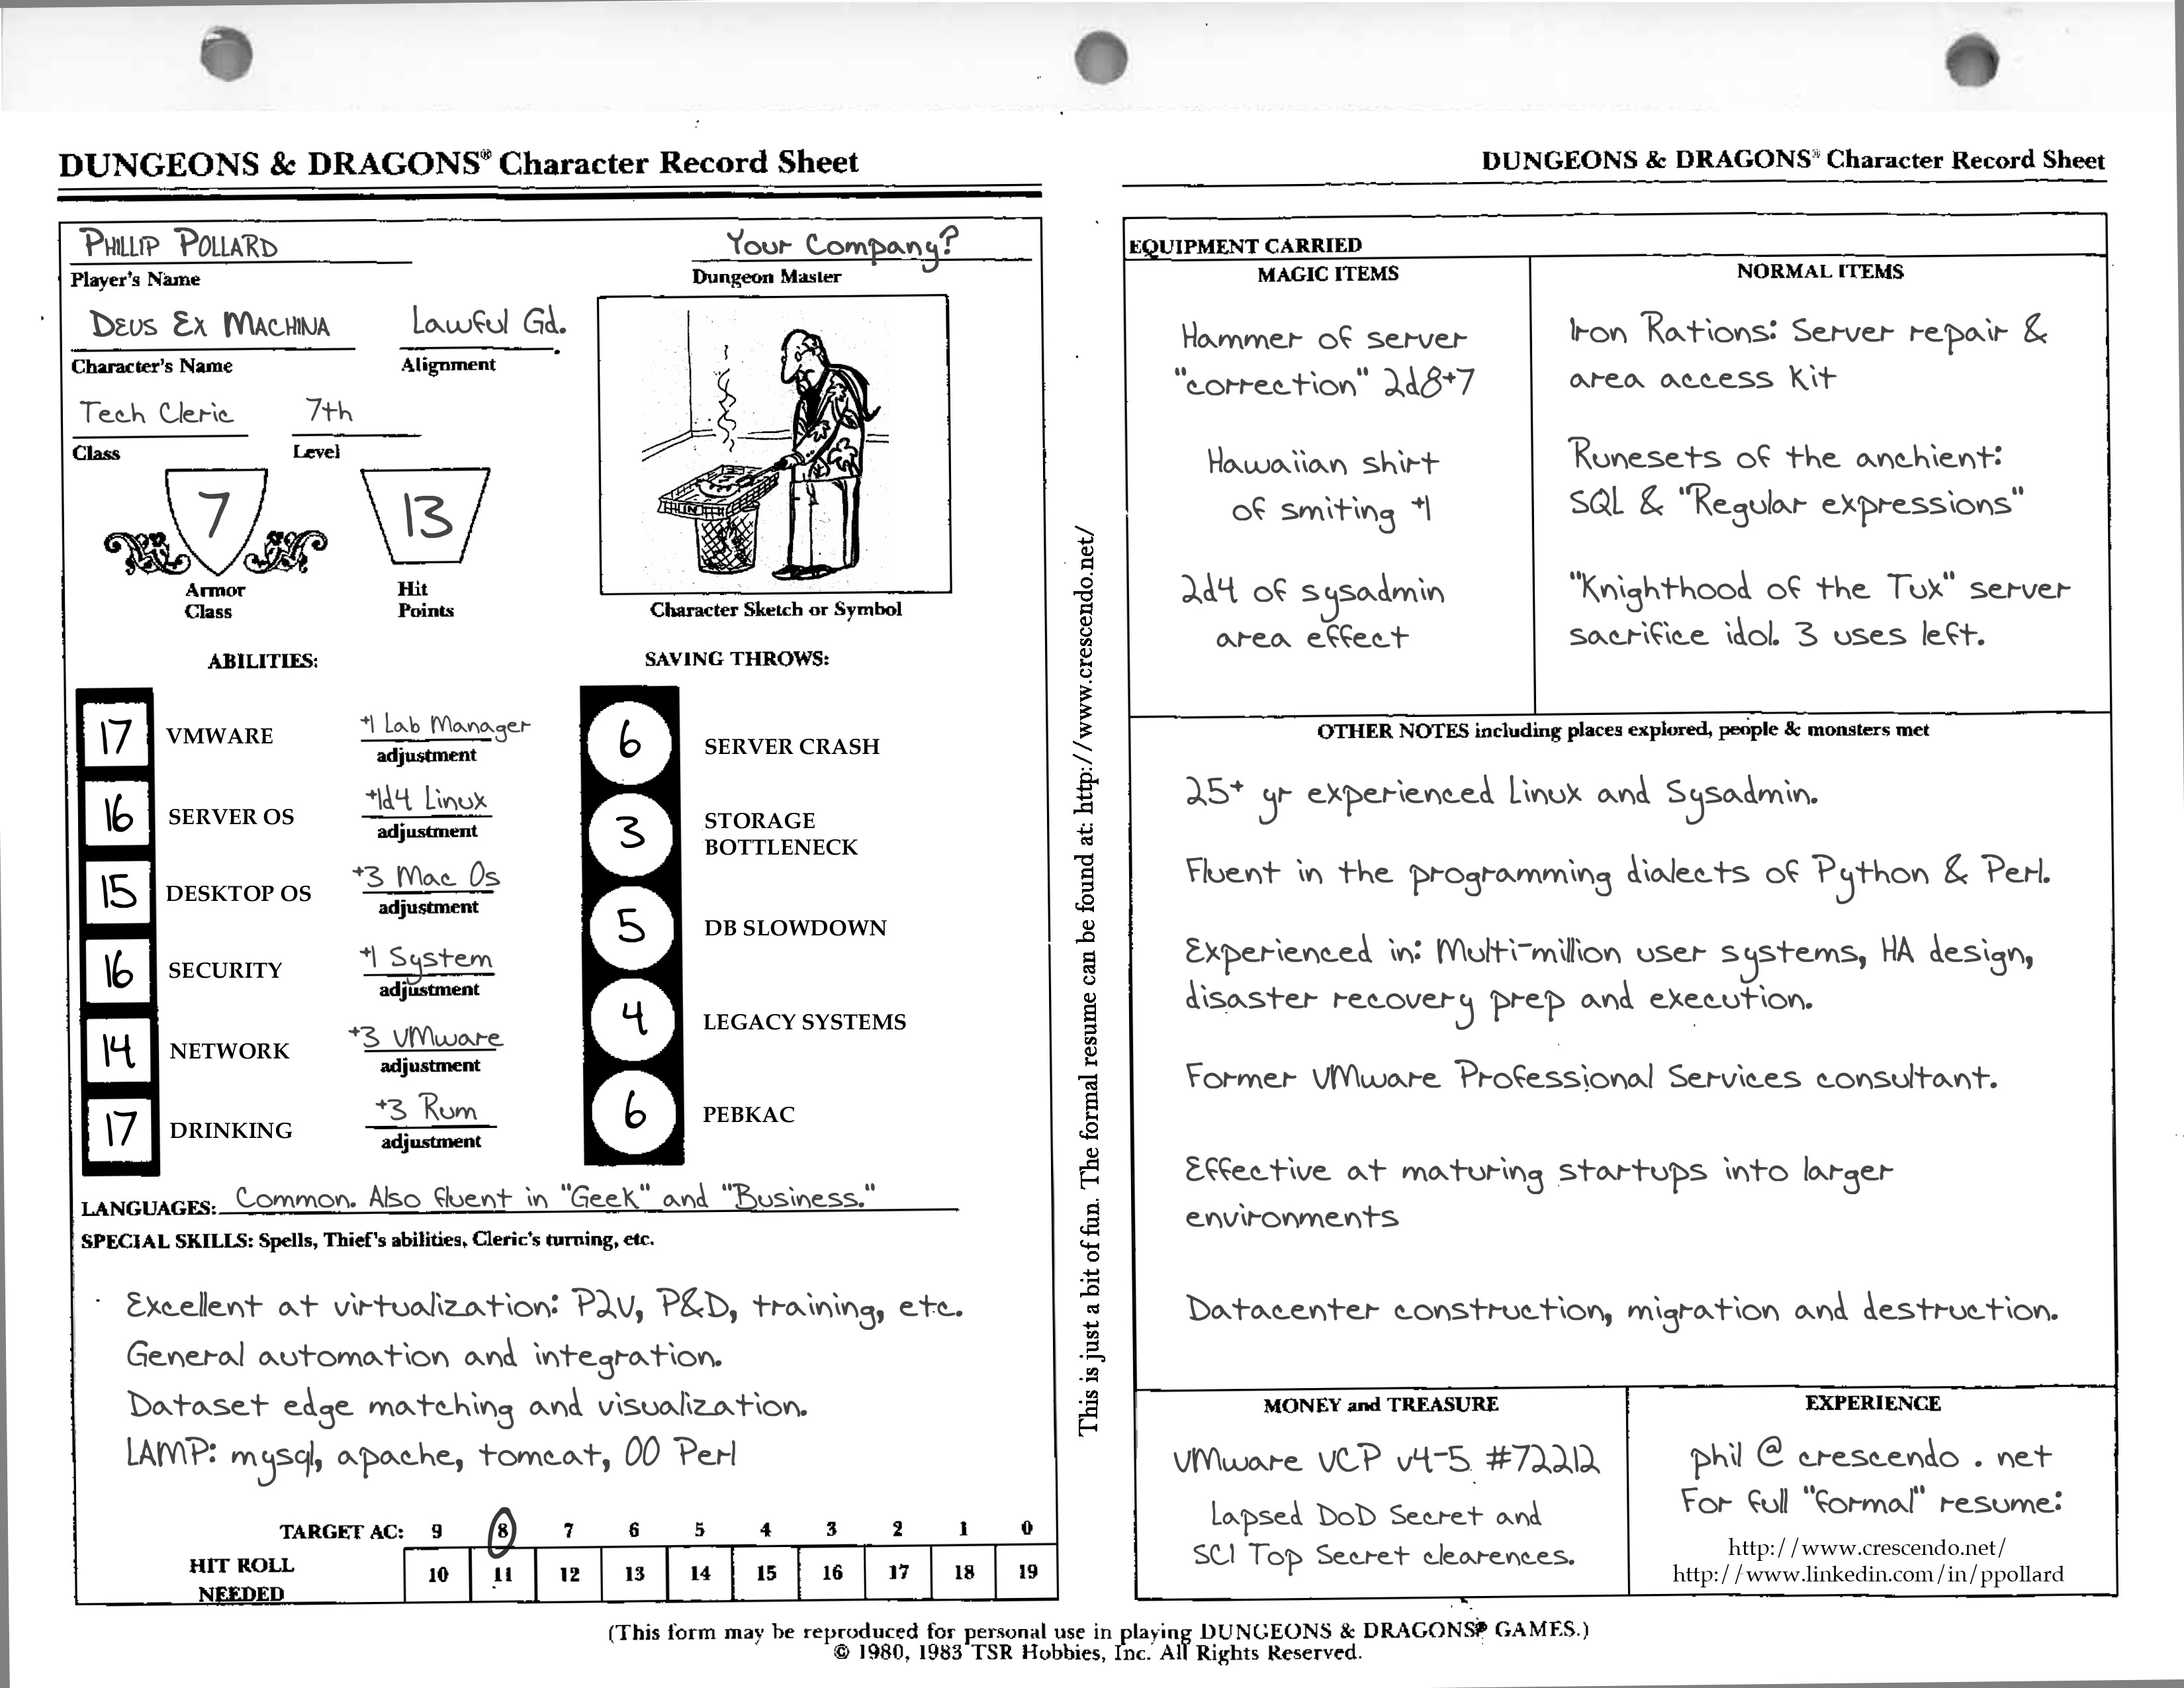 DUNGEONS & DRAGONS® Character Record Sheet
PHILLIP POLLARD
Your Company?
Player's Name
Dungeon Master
DEUS EX MACHINA
Lawful Gd.
Character's Name
Alignment
Tech Cleric
7th
Class
Level
7
13
Armor
Class
Hit
Points
Character Sketch or Symbol
ABILITIES:
17 VMWARE +1 Lab Manager
adjustment
16 SERVER OS +1d4 Linux
adjustment
15 DESKTOP OS +3 Mac Os
adjustment
16 SECURITY +1 System
adjustment
14 NETWORK +3 VMware
adjustment
17 DRINKING +3 Rum
adjustment
SAVING THROWS:
6 SERVER CRASH
3 STORAGE
BOTTLENECK
5 DB SLOWDOWN
4 LEGACY SYSTEMS
6 PEBKAC
LANGUAGES: Common. Also fluent in "Geek" and "Business."
SPECIAL SKILLS: Spells, Thief's abilities, Cleric's turning, etc.
Excellent at virtualization: P2V, P&D, training, etc.
General automation and integration.
Dataset edge matching and visualization.
LAMP: mysql, apache, tomcat, OO Perl
TARGET AC: 9 8 7 6 5 4 3 2 1 0
HIT ROLL
NEEDED
10 11 12 13 14 15 16 17 18 19
This is just a bit of fun. The formal resume can be found at: http://www.crescendo.net/
DUNGEONS & DRAGONS® Character Record Sheet
EQUIPMENT CARRIED
MAGIC ITEMS
Hammer of server
"correction" 2d8+7
Hawaiian shirt
of smiting +1
2d4 of sysadmin
area effect
NORMAL ITEMS
Iron Rations: Server repair &
area access kit
Runesets of the anchient:
SQL & "Regular expressions"
"Knighthood of the Tux" server
sacrifice idol. 3 uses left.
OTHER NOTES including places explored, people & monsters met
25+ yr experienced Linux and Sysadmin.
Fluent in the programming dialects of Python & Perl.
Experienced in: Multi-million user systems, HA design,
disaster recovery prep and execution.
Former VMware Professional Services consultant.
Effective at maturing startups into larger
environments
Datacenter construction, migration and destruction.
MONEY and TREASURE
VMware VCP v4-5 #72212
Lapsed DoD Secret and
SCI Top Secret clearences.
EXPERIENCE
phil @ crescendo . net
For full "formal" resume:
http://www.crescendo.net/
http://www.linkedin.com/in/ppollard
(This form may be reproduced for personal use in playing DUNGEONS & DRAGONS® GAMES.)
© 1980, 1983 TSR Hobbies, Inc. All Rights Reserved.